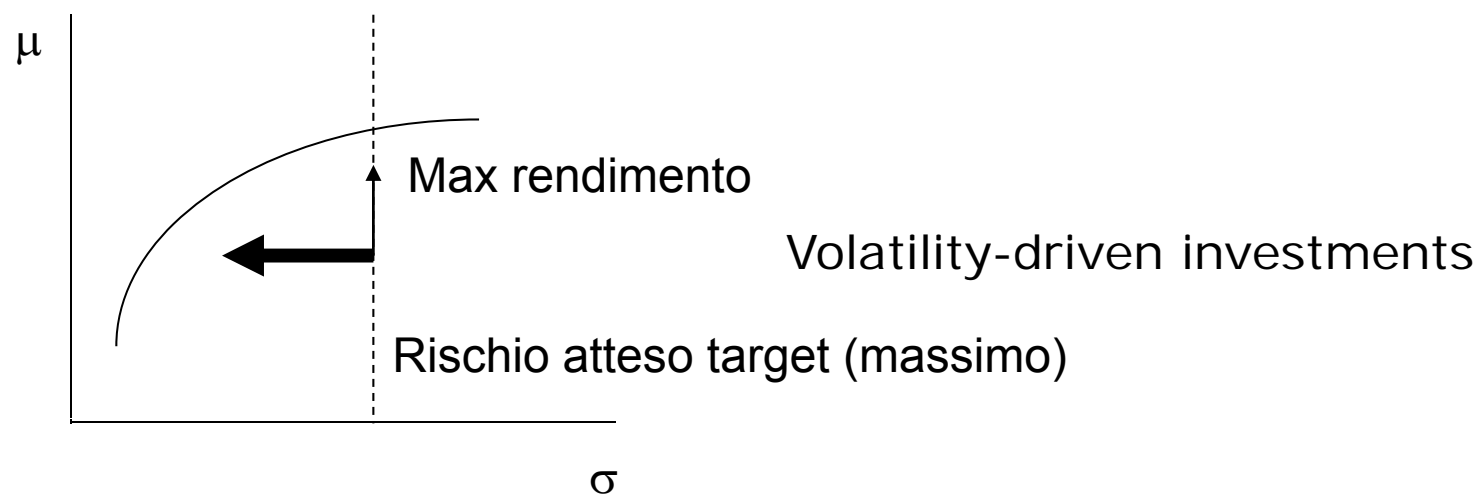 μ
Max rendimento
Volatility-driven investments
Rischio atteso target (massimo)
σ